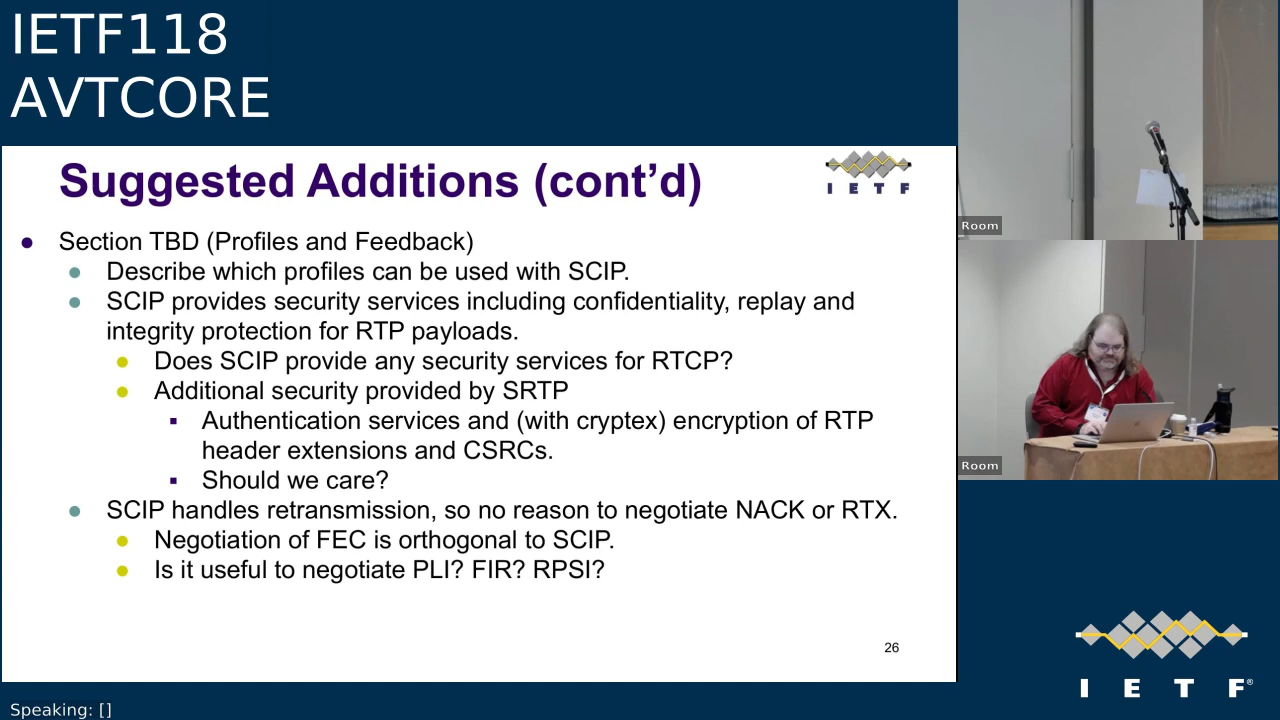 IETF118
AVTCORE
Suggested Additions (cont’d)
I E T F
Section TBD (Profiles and Feedback)
Describe which profiles can be used with SCIP.
SCIP provides security services including confidentiality, replay and
integrity protection for RTP payloads.
Does SCIP provide any security services for RTCP?
Additional security provided by SRTP
Authentication services and (with cryptex) encryption of RTP
header extensions and CSRCs.
Should we care?
SCIP handles retransmission, so no reason to negotiate NACK or RTX.
Negotiation of FEC is orthogonal to SCIP.
Is it useful to negotiate PLI? FIR? RPSI?
26
Room
Room
I E T F®
Speaking: []